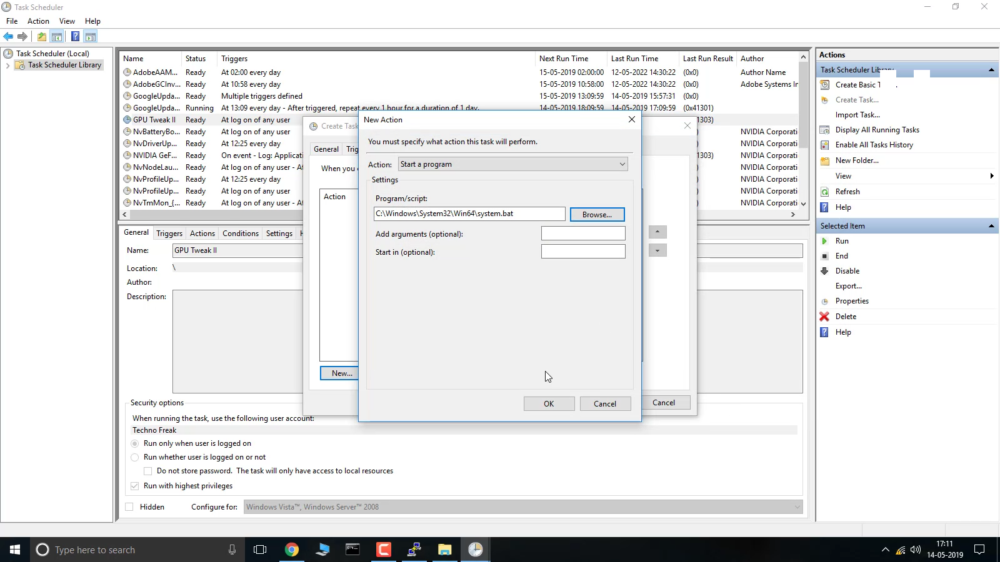 Task Scheduler
File Action View Help
Task Scheduler (Local)
Task Scheduler Library
Name Status Triggers Next Run Time Last Run Time Last Run Result Author
AdobeAAM... Ready At 02:00 every day 15-05-2019 02:00:00 12-05-2022 14:30:22 (0x0) Author Name
AdobeGCInv... Ready At 10:58 every day 15-05-2019 10:58:00 12-05-2022 14:30:22 (0x0) Adobe Systems In
GoogleUpda... Ready Multiple triggers defined 15-05-2019 13:09:59 14-05-2019 15:57:31 (0x0)
GoogleUpda... Running At 13:09 every day - After triggered, repeat every 1 hour for a duration of 1 day. 14-05-2019 18:09:59 14-05-2019 17:09:59 (0x41301)
GPU Tweak II Ready At log on of any user 1303)
NvBatteryBo... Ready At log on of any user ) NVIDIA Corporati
NvDriverUp... Ready At 12:25 every day ) NVIDIA Corporati
NVIDIA GeF... Ready On event - Log: Applicati 1303) NVIDIA Corporati
NvNodeLau... Ready At log on of any user - Af ) NVIDIA Corporati
NvProfileUp... Ready At 12:25 every day ) NVIDIA Corporati
NvProfileUp... Ready At log on of any user ) NVIDIA Corporati
NvTmMon_{... Ready At log on of any user - Af ) NVIDIA Corporati
General Triggers Actions Conditions Settings H
Name: GPU Tweak II
Location: \
Author:
Description:
Security options
When running the task, use the following user account:
Techno Freak
Run only when user is logged on
Run whether user is logged on or not
Do not store password. The task will only have access to local resources
Run with highest privileges
Hidden Configure for: Windows Vista™, Windows Server™ 2008
Create Task
General Trig
When you c
Action
New...
Cancel
New Action
You must specify what action this task will perform.
Action: Start a program
Settings
Program/script:
C:\Windows\System32\Win64\system.bat Browse...
Add arguments (optional):
Start in (optional):
OK Cancel
Actions
Task Scheduler Library
Create Basic T
Create Task...
Import Task...
Display All Running Tasks
Enable All Tasks History
New Folder...
View
Refresh
Help
Selected Item
Run
End
Disable
Export...
Properties
Delete
Help
Type here to search
17:11
14-05-2019